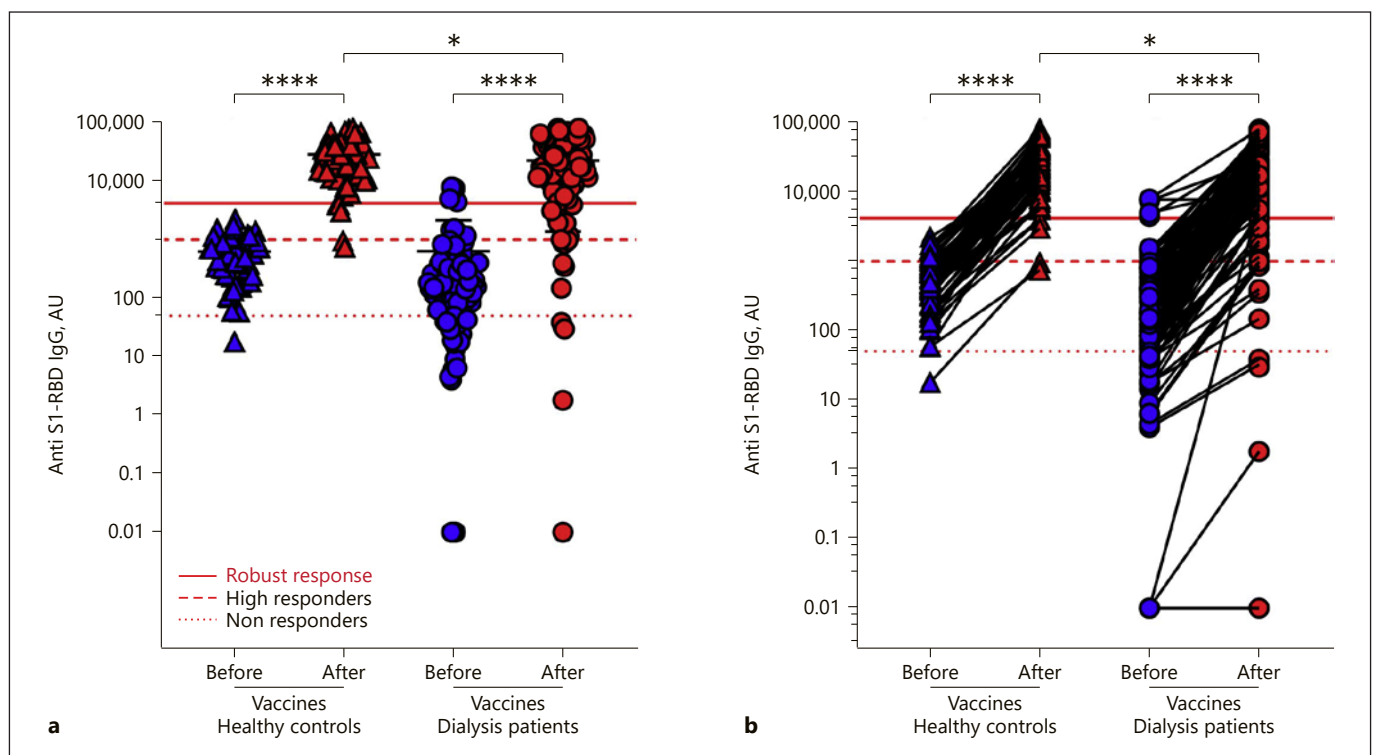 *
**** ****
100,000
10,000
100
10
1
0.1
0.01
Anti S1-RBD IgG, AU
Robust response
High responders
Non responders
Before After Before After
Vaccines Vaccines
Healthy controls Dialysis patients
a
*
**** ****
100,000
10,000
100
10
1
0.1
0.01
Anti S1-RBD IgG, AU
Before After Before After
Vaccines Vaccines
Healthy controls Dialysis patients
b